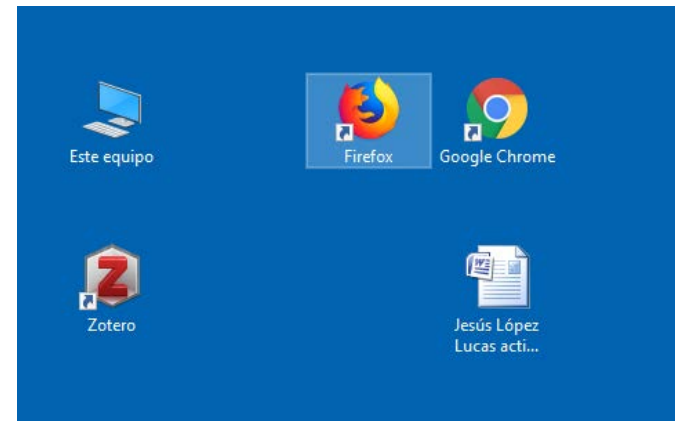 Este equipo
Firefox
Google Chrome
Z
Zotero
W
Jesús López
Lucas acti...